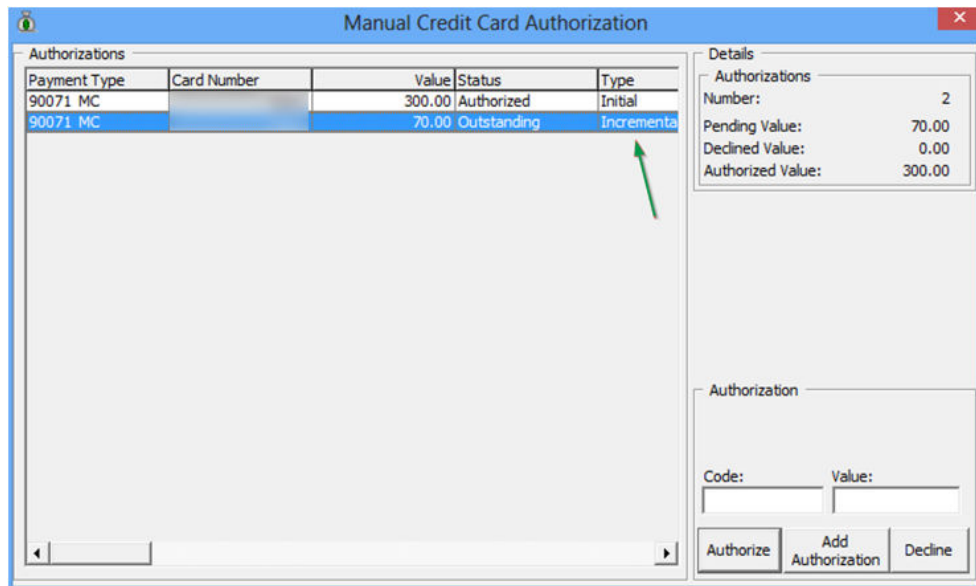 Manual Credit Card Authorization
Authorizations
Payment Type Card Number Value Status Type
90071 MC 300.00 Authorized Initial
90071 MC 70.00 Outstanding Incrementa
Details
Authorizations
Number: 2
Pending Value: 70.00
Declined Value: 0.00
Authorized Value: 300.00
Authorization
Code: Value:
Authorize Add Authorization Decline